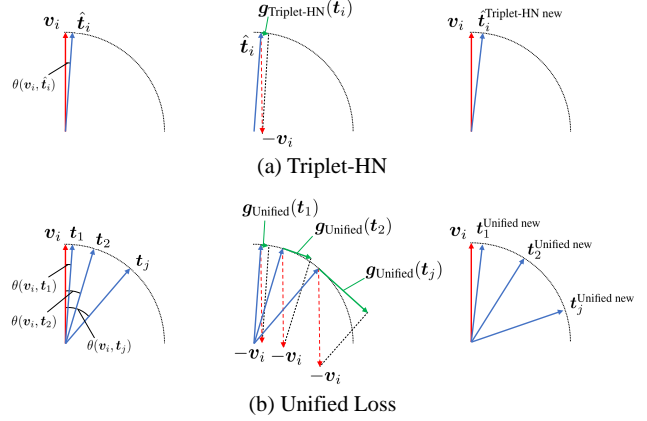 v_i t̂_i
θ(v_i, t̂_i)
g_Triplet-HN(t_i)
t̂_i
−v_i
v_i t̂_i^Triplet-HN new
(a) Triplet-HN
v_i t_1 t_2 t_j
θ(v_i, t_1)
θ(v_i, t_2)
θ(v_i, t_j)
g_Unified(t_1)
g_Unified(t_2)
g_Unified(t_j)
−v_i −v_i
−v_i
v_i t_1^Unified new
t_2^Unified new
t_j^Unified new
(b) Unified Loss